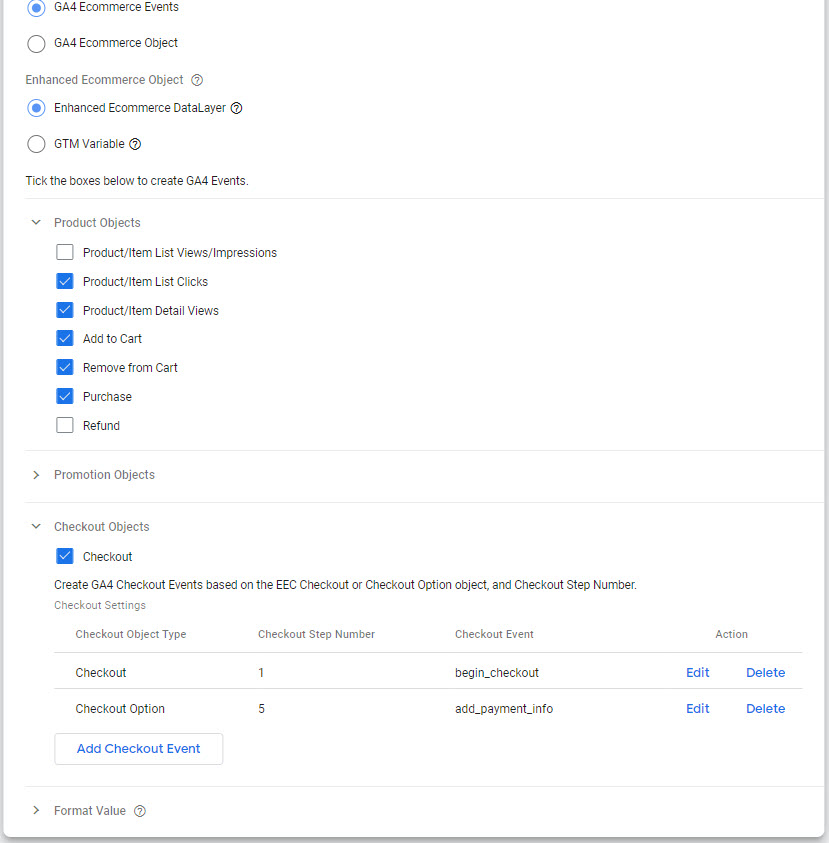 GA4 Ecommerce Events
GA4 Ecommerce Object
Enhanced Ecommerce Object
Enhanced Ecommerce DataLayer
GTM Variable
Tick the boxes below to create GA4 Events.
Product Objects
Product/Item List Views/Impressions
Product/Item List Clicks
Product/Item Detail Views
Add to Cart
Remove from Cart
Purchase
Refund
Promotion Objects
Checkout Objects
Checkout
Create GA4 Checkout Events based on the EEC Checkout or Checkout Option object, and Checkout Step Number.
Checkout Settings
Checkout Object Type Checkout Step Number Checkout Event Action
Checkout 1 begin_checkout Edit Delete
Checkout Option 5 add_payment_info Edit Delete
Add Checkout Event
Format Value